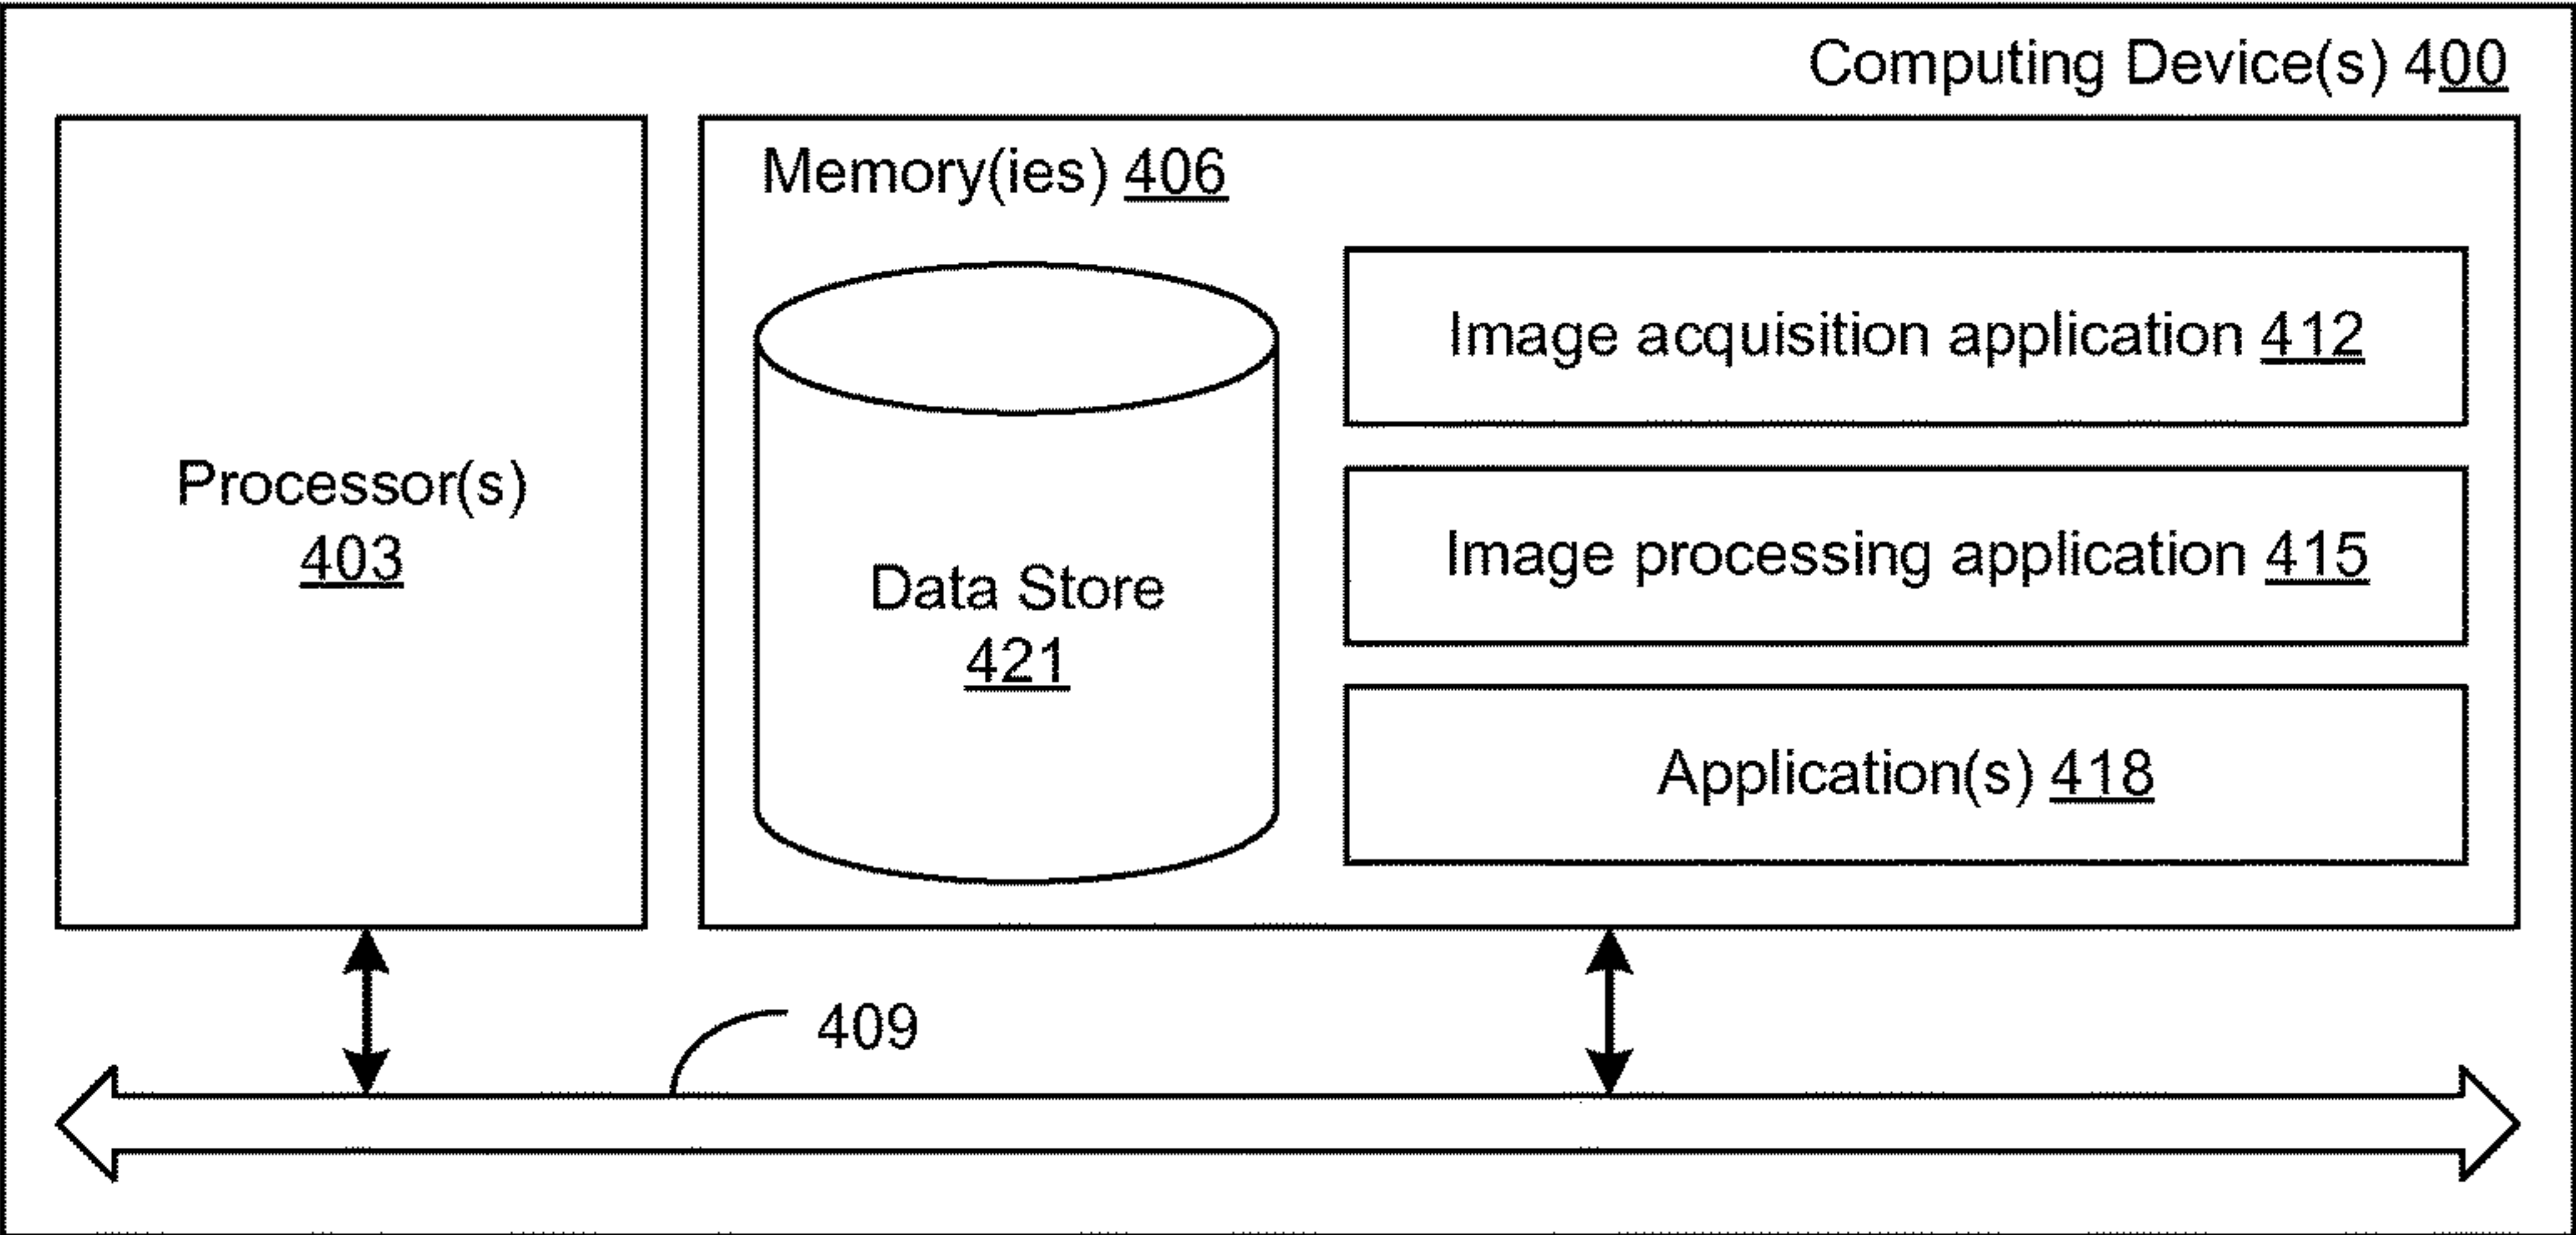 Computing Device(s) 400
Processor(s)
403
Memory(ies) 406
Data Store
421
Image acquisition application 412
Image processing application 415
Application(s) 418
409